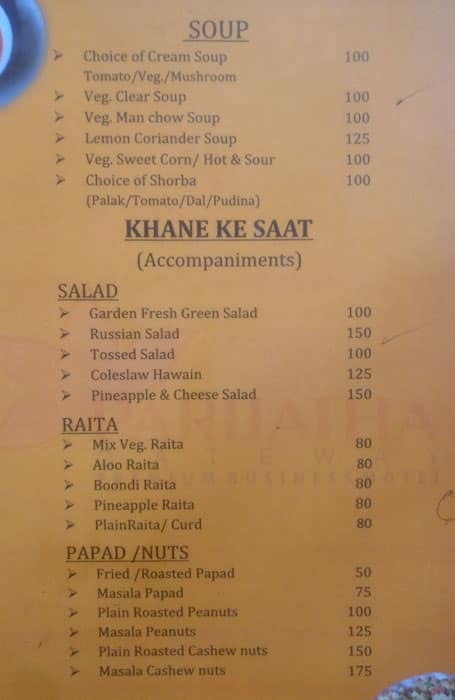 SOUP
➢ Choice of Cream Soup 100
Tomato/Veg./Mushroom
➢ Veg. Clear Soup 100
➢ Veg. Man chow Soup 100
➢ Lemon Coriander Soup 125
➢ Veg. Sweet Corn/ Hot & Sour 100
➢ Choice of Shorba 100
(Palak/Tomato/Dal/Pudina)
KHANE KE SAAT
(Accompaniments)
SALAD
➢ Garden Fresh Green Salad 100
➢ Russian Salad 150
➢ Tossed Salad 100
➢ Coleslaw Hawain 125
➢ Pineapple & Cheese Salad 150
RAITA
➢ Mix Veg. Raita 80
➢ Aloo Raita 80
➢ Boondi Raita 80
➢ Pineapple Raita 80
➢ PlainRaita/ Curd 80
PAPAD /NUTS
➢ Fried /Roasted Papad 50
➢ Masala Papad 75
➢ Plain Roasted Peanuts 100
➢ Masala Peanuts 125
➢ Plain Roasted Cashew nuts 150
➢ Masala Cashew nuts 175